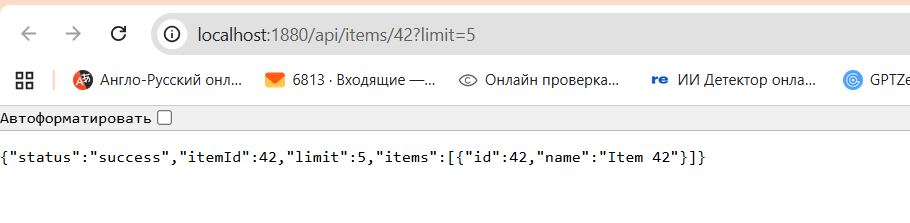 localhost:1880/api/items/42?limit=5
Англо-Русский онл... 6813 · Входящие —... Онлайн проверка... re ИИ Детектор онла... GPTZe
Автоформатировать
{"status":"success","itemId":42,"limit":5,"items":[{"id":42,"name":"Item 42"}]}